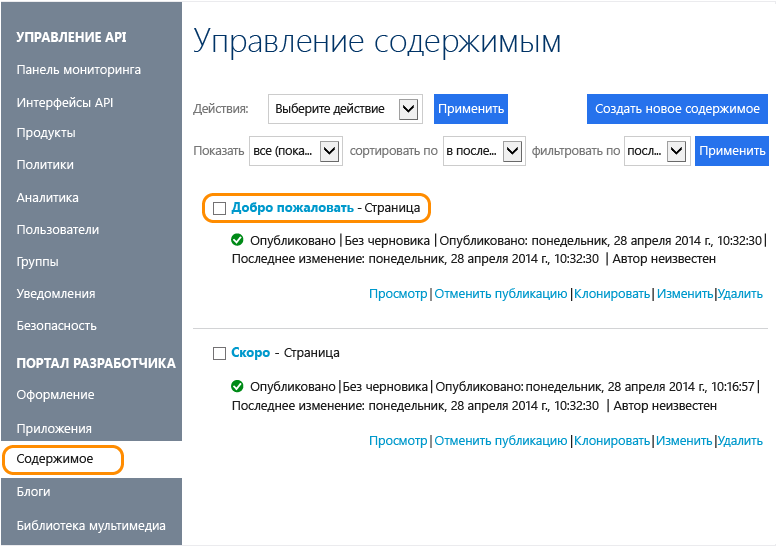 УПРАВЛЕНИЕ API
Панель мониторинга
Интерфейсы API
Продукты
Политики
Аналитика
Пользователи
Группы
Уведомления
Безопасность
ПОРТАЛ РАЗРАБОТЧИКА
Оформление
Приложения
Содержимое
Блоги
Библиотека мультимедиа
Управление содержимым
Действия: Выберите действие Применить Создать новое содержимое
Показать все (пока... сортировать по в после... фильтровать по посл... Применить
Добро пожаловать - Страница
Опубликовано | Без черновика | Опубликовано: понедельник, 28 апреля 2014 г., 10:32:30 |
Последнее изменение: понедельник, 28 апреля 2014 г., 10:32:30 | Автор неизвестен
Просмотр | Отменить публикацию | Клонировать | Изменить | Удалить
Скоро - Страница
Опубликовано | Без черновика | Опубликовано: понедельник, 28 апреля 2014 г., 10:16:57 |
Последнее изменение: понедельник, 28 апреля 2014 г., 10:32:30 | Автор неизвестен
Просмотр | Отменить публикацию | Клонировать | Изменить | Удалить